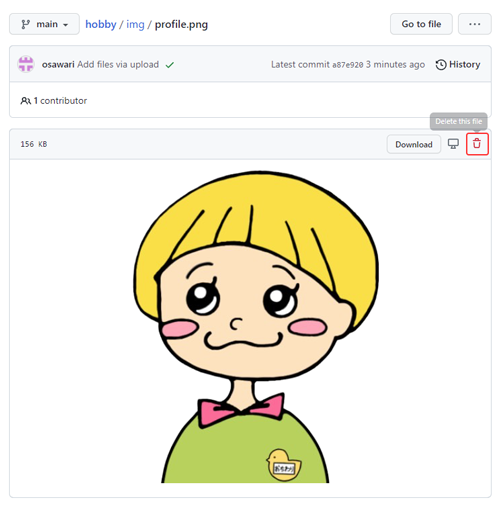 main
hobby / img / profile.png
Go to file
osawari Add files via upload
Latest commit a87e920 3 minutes ago
History
1 contributor
Delete this file
156 KB
Download
おさわり